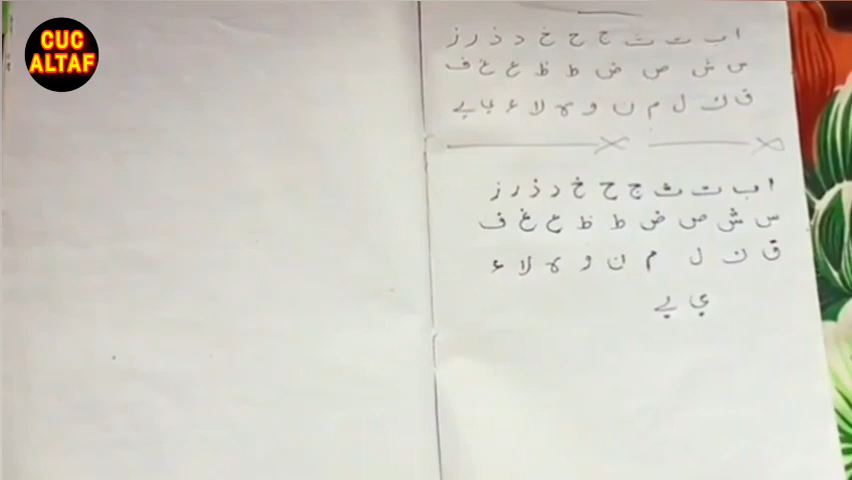 CUC
ALTAF
ا ب ت ث ج ح خ د ذ ر ز
س ش ص ض ط ظ ع غ ف
ق ک ل م ن و ه لا ء ی ے
ا ب ت ث ج ح خ د ذ ر ز
س ش ص ض ط ظ ع غ ف
ق ک ل م ن و ه لا ء
ی ے